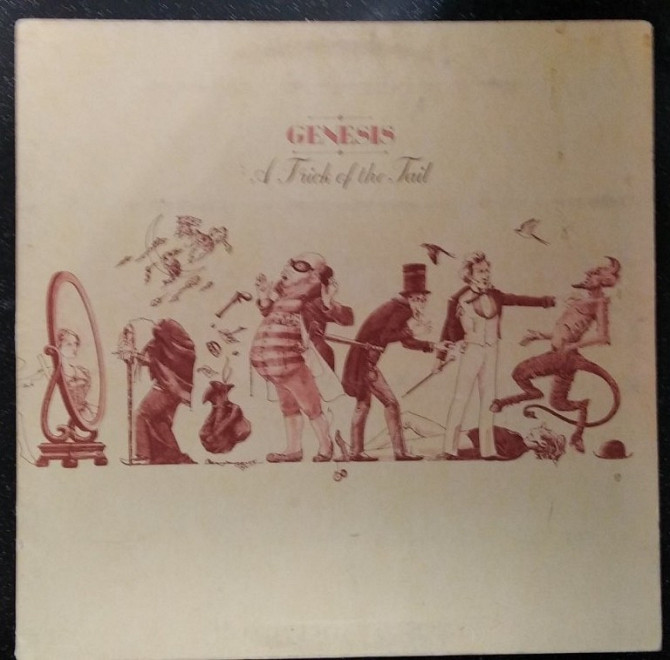 GENESIS
A Trick of the Tail